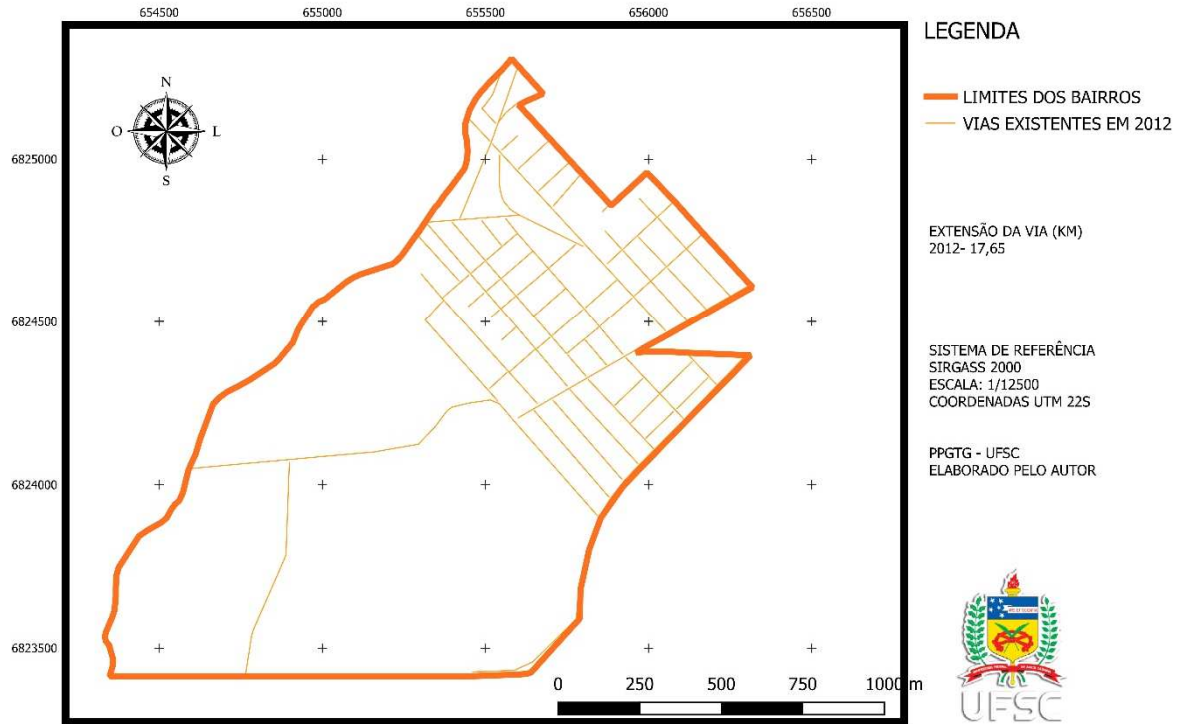 654500 655000 655500 656000 656500
LEGENDA
LIMITES DOS BAIRROS
VIAS EXISTENTES EM 2012
N
O L
S
6825000
6824500
6824000
6823500
EXTENSÃO DA VIA (KM)
2012- 17,65
SISTEMA DE REFERÊNCIA
SIRGASS 2000
ESCALA: 1/12500
COORDENADAS UTM 22S
PPGTG - UFSC
ELABORADO PELO AUTOR
0 250 500 750 1000 m
UFSC